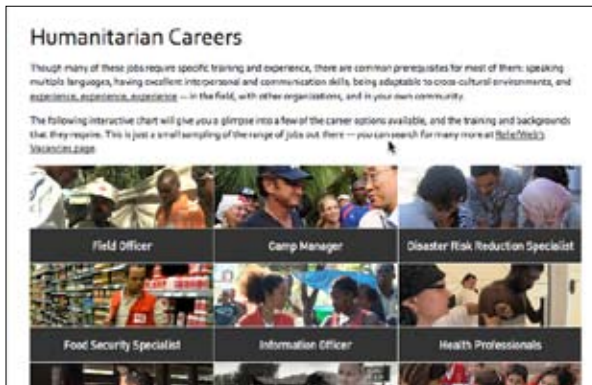 Humanitarian Careers
Though many of these jobs require specific training and experience, there are common prerequisites for most of them: speaking
multiple languages, having excellent interpersonal and communication skills, being adaptable to cross-cultural environments, and
experience, experience, experience — in the field, with other organizations, and in your own community.
The following interactive chart will give you a glimpse into a few of the career options available, and the training and backgrounds
that they require. This is just a small sampling of the range of jobs out there — you can search for many more at ReliefWeb's
Vacancies page.
Field Officer
Camp Manager
Disaster Risk Reduction Specialist
Food Security Specialist
Information Officer
Health Professionals